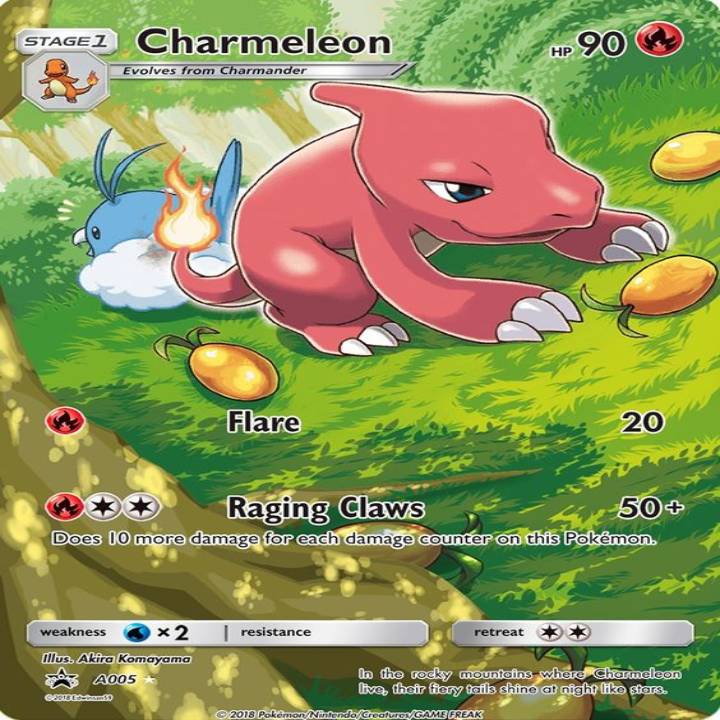 STAGE 1 Charmeleon HP 90
Evolves from Charmander
Flare 20
Raging Claws 50+
Does 10 more damage for each damage counter on this Pokémon.
weakness ×2 | resistance retreat
Illus. Akira Komayama
A005
In the rocky mountains where Charmeleon
live, their fiery tails shine at night like stars.
©2018 Edwinson59
© 2018 Pokémon/Nintendo/Creatures/GAME FREAK